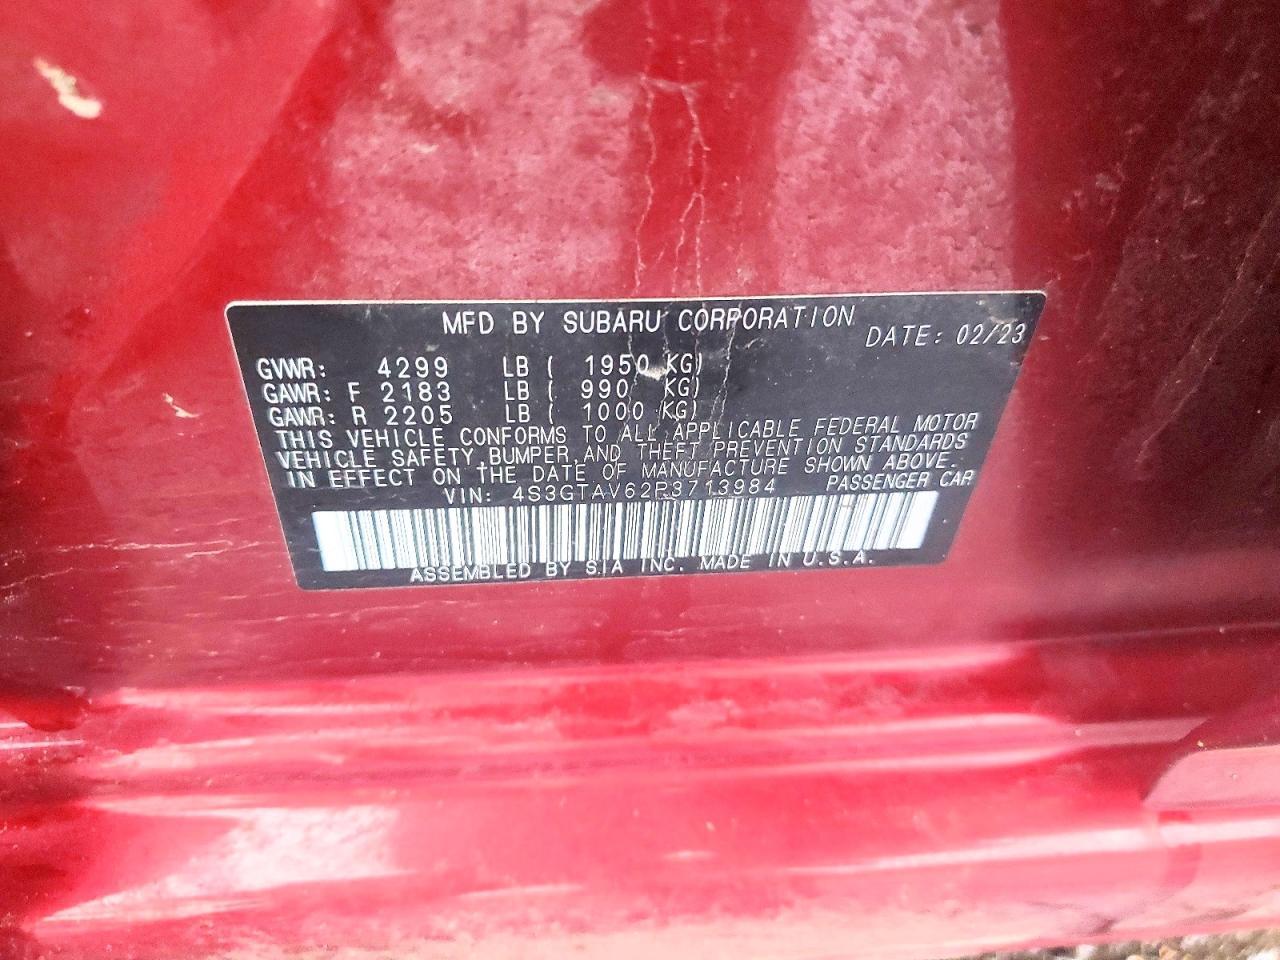 MFD BY SUBARU CORPORATION DATE: 02/23
GVWR: 4299 LB ( 1950 KG)
GAWR: F 2183 LB ( 990 KG)
GAWR: R 2205 LB ( 1000 KG)
THIS VEHICLE CONFORMS TO ALL APPLICABLE FEDERAL MOTOR
VEHICLE SAFETY BUMPER, AND THEFT PREVENTION STANDARDS
IN EFFECT ON THE DATE OF MANUFACTURE SHOWN ABOVE.
VIN: 4S3GTAV62P3713984 PASSENGER CAR
ASSEMBLED BY SIA INC. MADE IN U.S.A.